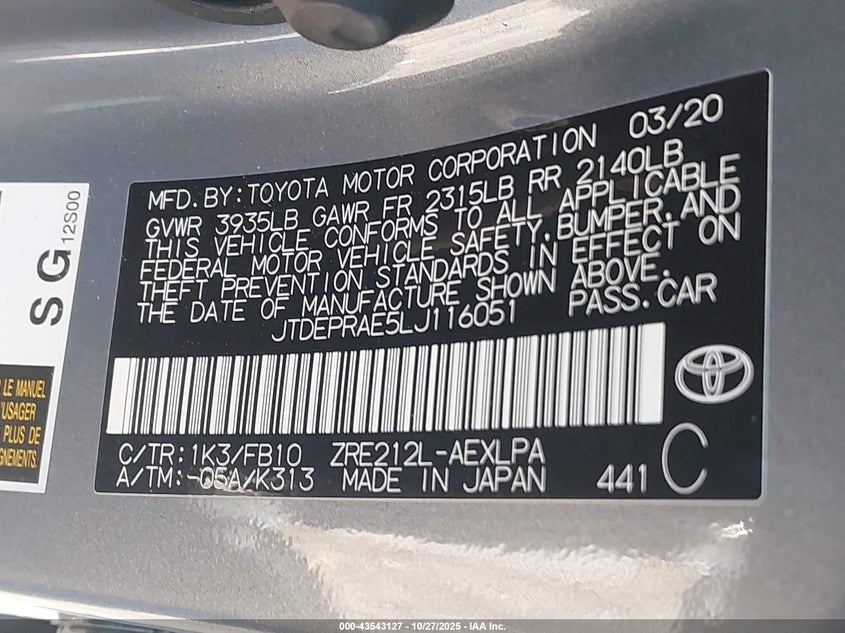 MFD. BY: TOYOTA MOTOR CORPORATION 03/20
GVWR 3935LB GAWR FR 2315LB RR 2140LB
THIS VEHICLE CONFORMS TO ALL APPLICABLE
FEDERAL MOTOR VEHICLE SAFETY, BUMPER, AND
THEFT PREVENTION STANDARDS IN EFFECT ON
THE DATE OF MANUFACTURE SHOWN ABOVE.
JTDEPRAE5LJ116051 PASS. CAR
C/TR: 1K3/FB10 ZRE212L-AEXLPA
A/TM: -05A/K313 MADE IN JAPAN 441 C
SG
12S00
LE MANUEL
'USAGER
PLUS DE
GNEMENTS.
000-43543127 - 10/27/2025 - IAA Inc.